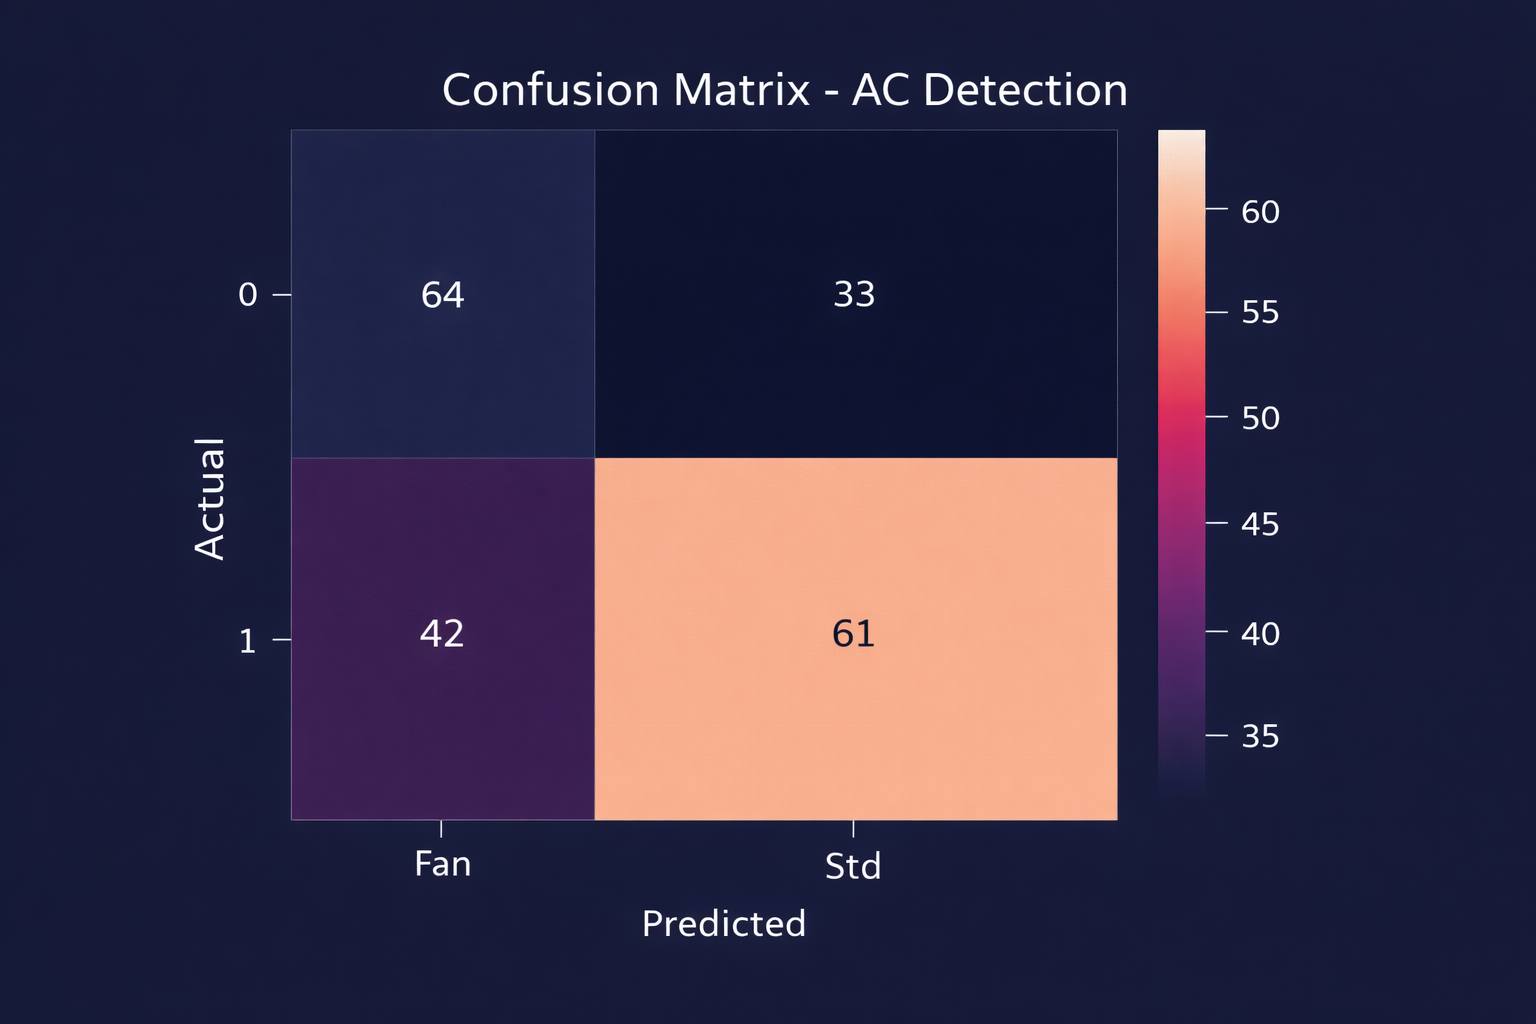 Confusion Matrix - AC Detection
0
64
33
Actual
1
42
61
Fan
Std
Predicted
60
55
50
45
40
35